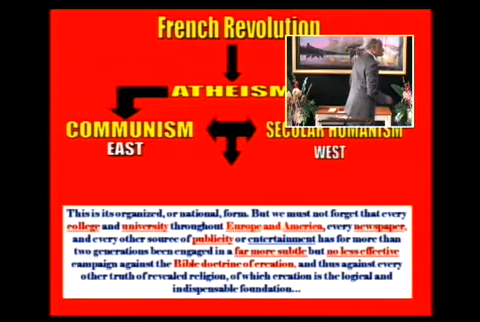 French Revolution
ATHEISM
COMMUNISM
SECULAR HUMANISM
EAST
WEST
This is its organized, or national, form. But we must not forget that every
college and university throughout Europe and America, every newspaper,
and every other source of publicity or entertainment has for more than
two generations been engaged in a far more subtle but no less effective
campaign against the Bible doctrine of creation, and thus against every
other truth of revealed religion, of which creation is the logical and
indispensable foundation...